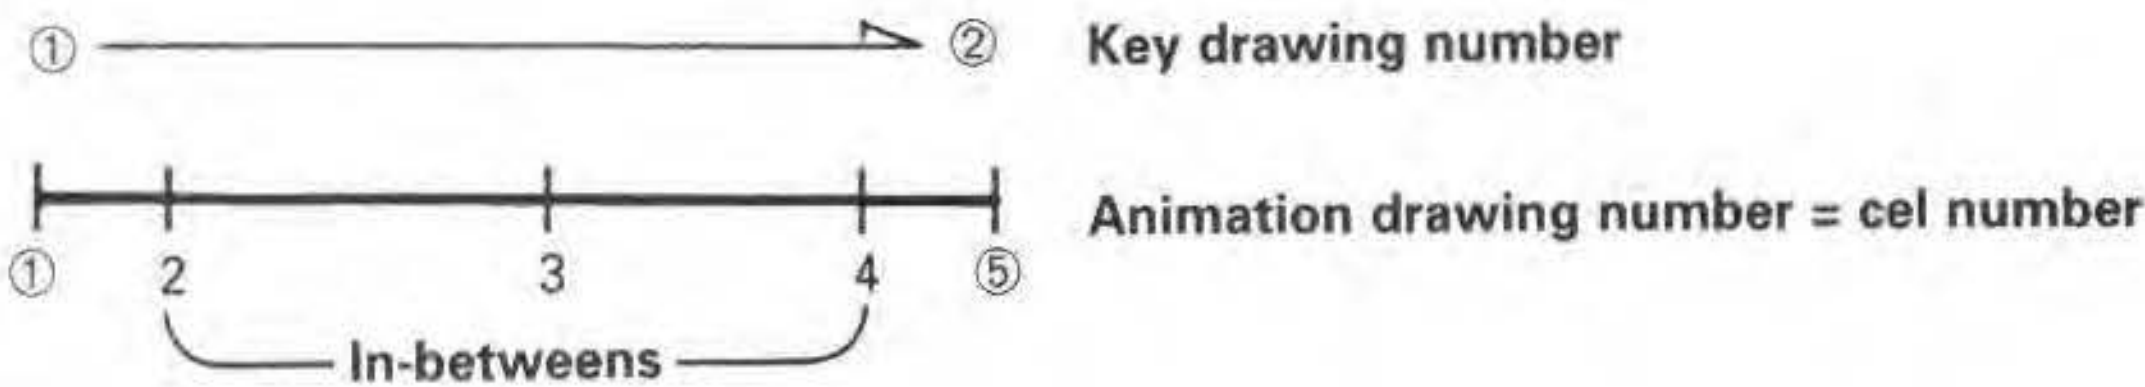 ① ② Key drawing number
Animation drawing number = cel number
① 2 3 4 ⑤
In-betweens